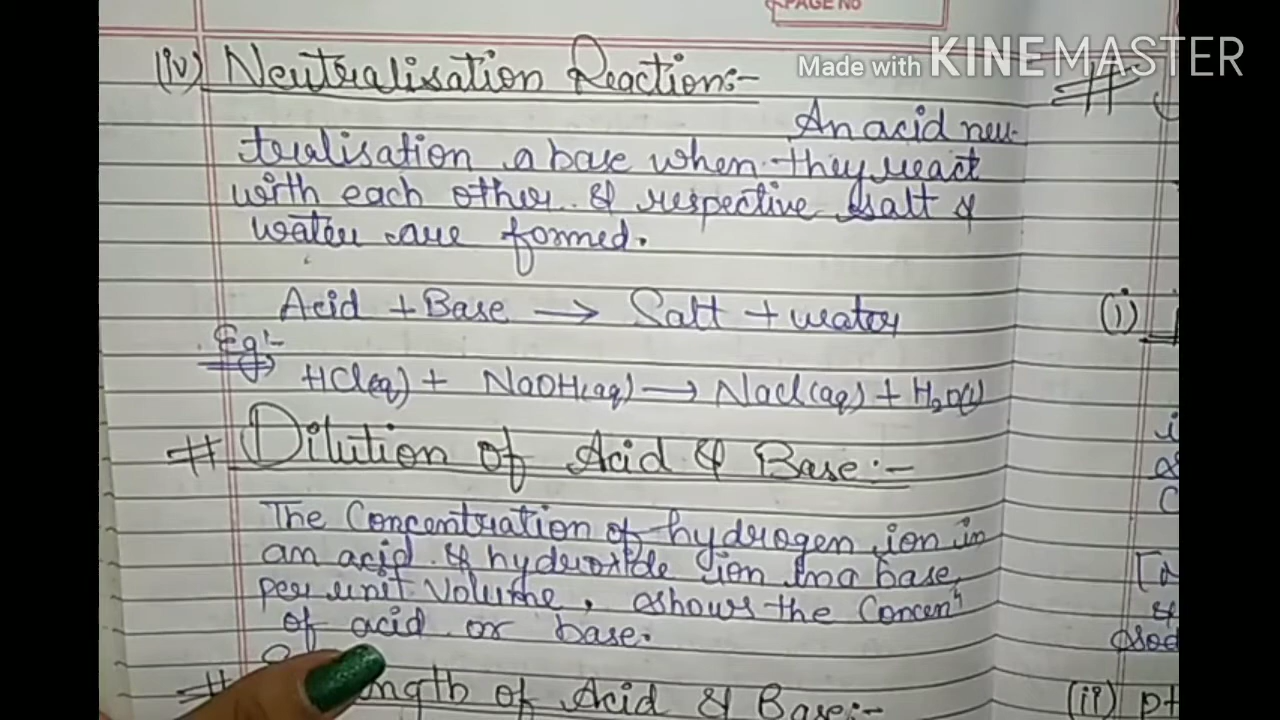 PAGE No
Made with KINEMASTER
(iv) Neutralisation Reaction:-
An acid neu-
tralisation a base when they react
with each other & respective salt &
water are formed.
Acid + Base → Salt + water
Eg:-
HCl(aq) + NaOH(aq) → NaCl(aq) + H2O(l)
# Dilution of Acid & Base:-
The Concentration of hydrogen ion in
an acid & hydroxide ion in a base,
per unit Volume, shows the Concenn
of acid or base.
# ngth of Acid & Base:-
#
(i)
(ii)